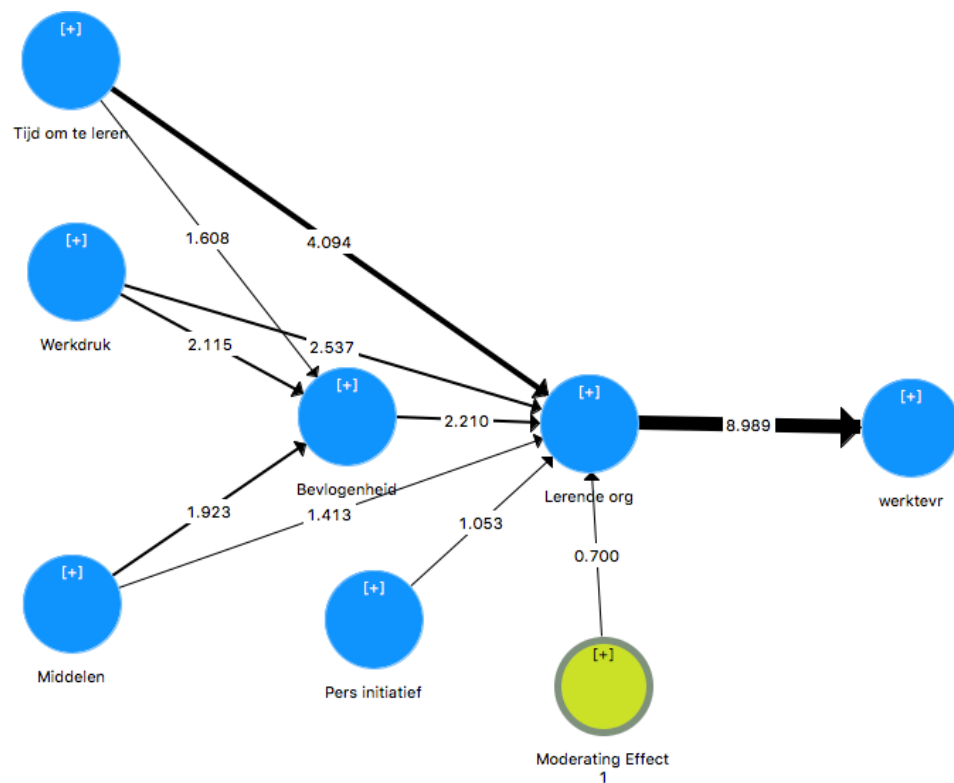 [+]
Tijd om te leren
1.608
4.094
[+]
Werkdruk
2.115
2.537
[+]
Bevlogenheid
2.210
[+]
Lerende org
8.989
[+]
werktevr
1.923
1.413
1.053
0.700
[+]
Middelen
[+]
Pers initiatief
[+]
Moderating Effect
1